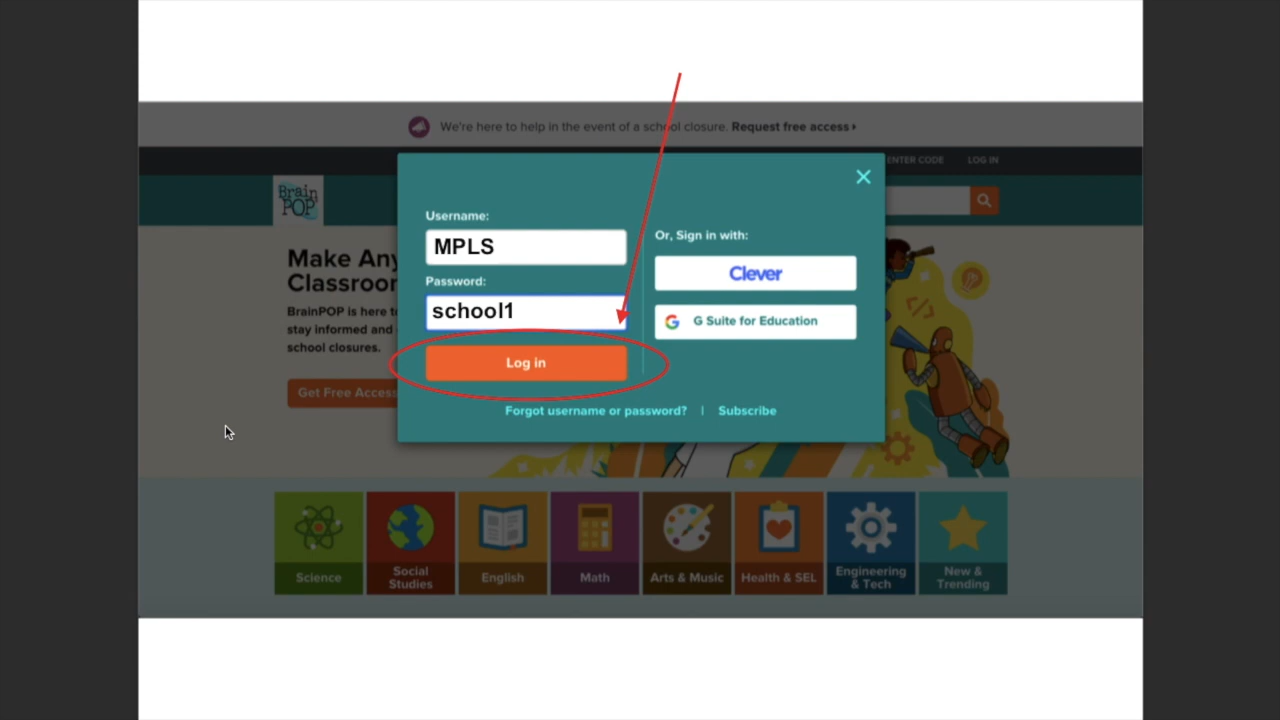 We're here to help in the event of a school closure. Request free access
ENTER CODE LOG IN
Brain
POP
Username:
MPLS
Password:
school1
Log in
Or, Sign in with:
Clever
G Suite for Education
Forgot username or password? | Subscribe
Make Any
Classroo
BrainPOP is here t
stay informed and
school closures.
Get Free Access
Science
Social
Studies
English
Math
Arts & Music
Health & SEL
Engineering
& Tech
New &
Trending